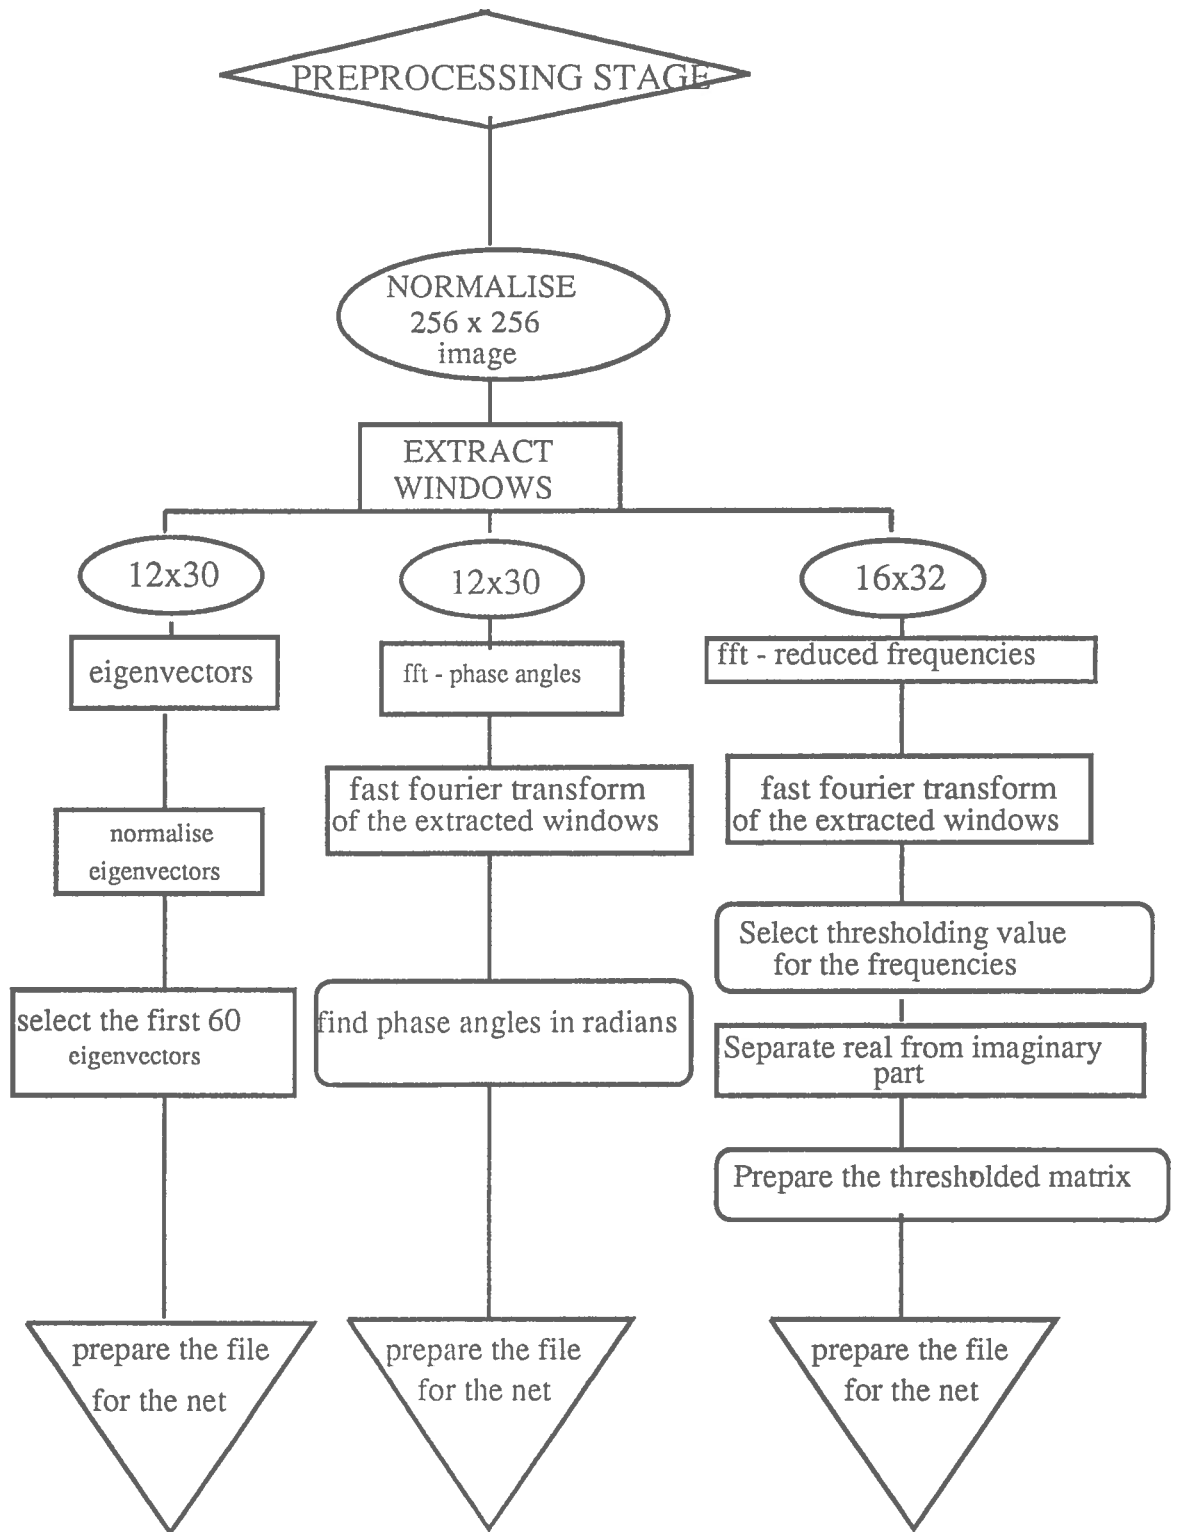 PREPROCESSING STAGE
NORMALISE
256 x 256
image
EXTRACT
WINDOWS
12x30
eigenvectors
normalise
eigenvectors
select the first 60
eigenvectors
prepare the file
for the net
12x30
fft - phase angles
fast fourier transform
of the extracted windows
find phase angles in radians
prepare the file
for the net
16x32
fft - reduced frequencies
fast fourier transform
of the extracted windows
Select thresholding value
for the frequencies
Separate real from imaginary
part
Prepare the thresholded matrix
prepare the file
for the net